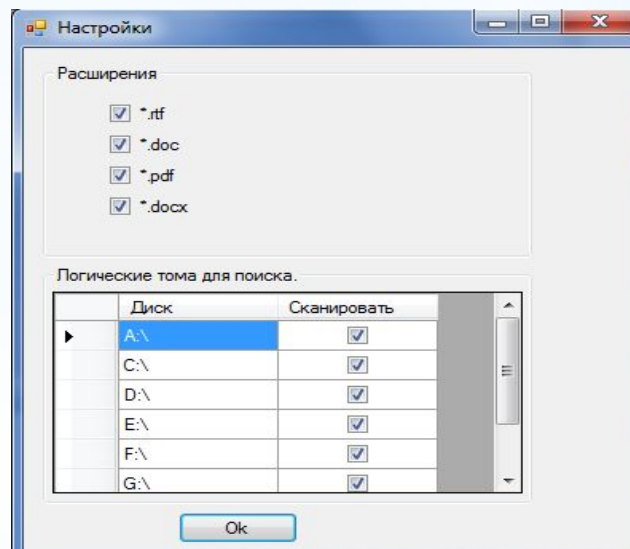 Настройки
Расширения
*.rtf
*.doc
*.pdf
*.docx
Логические тома для поиска.
Диск Сканировать
A:\
C:\
D:\
E:\
F:\
G:\
Ok